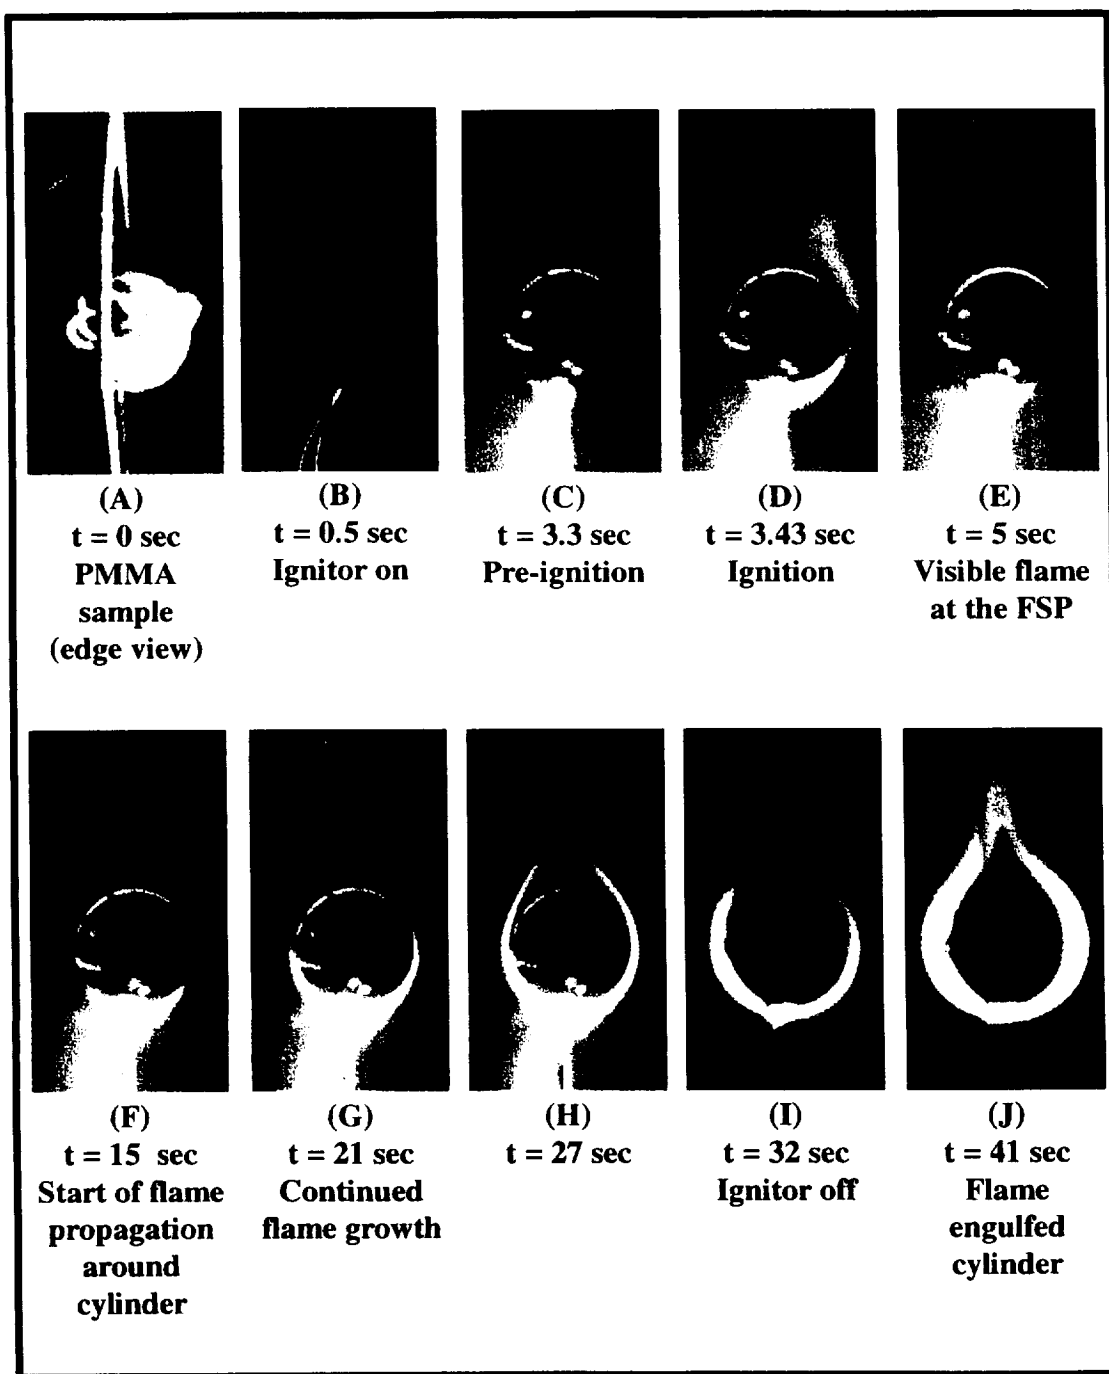 (A)
t = 0 sec
PMMA
sample
(edge view)
(B)
t = 0.5 sec
Ignitor on
(C)
t = 3.3 sec
Pre-ignition
(D)
t = 3.43 sec
Ignition
(E)
t = 5 sec
Visible flame
at the FSP
(F)
t = 15 sec
Start of flame
propagation
around
cylinder
(G)
t = 21 sec
Continued
flame growth
(H)
t = 27 sec
(I)
t = 32 sec
Ignitor off
(J)
t = 41 sec
Flame
engulfed
cylinder